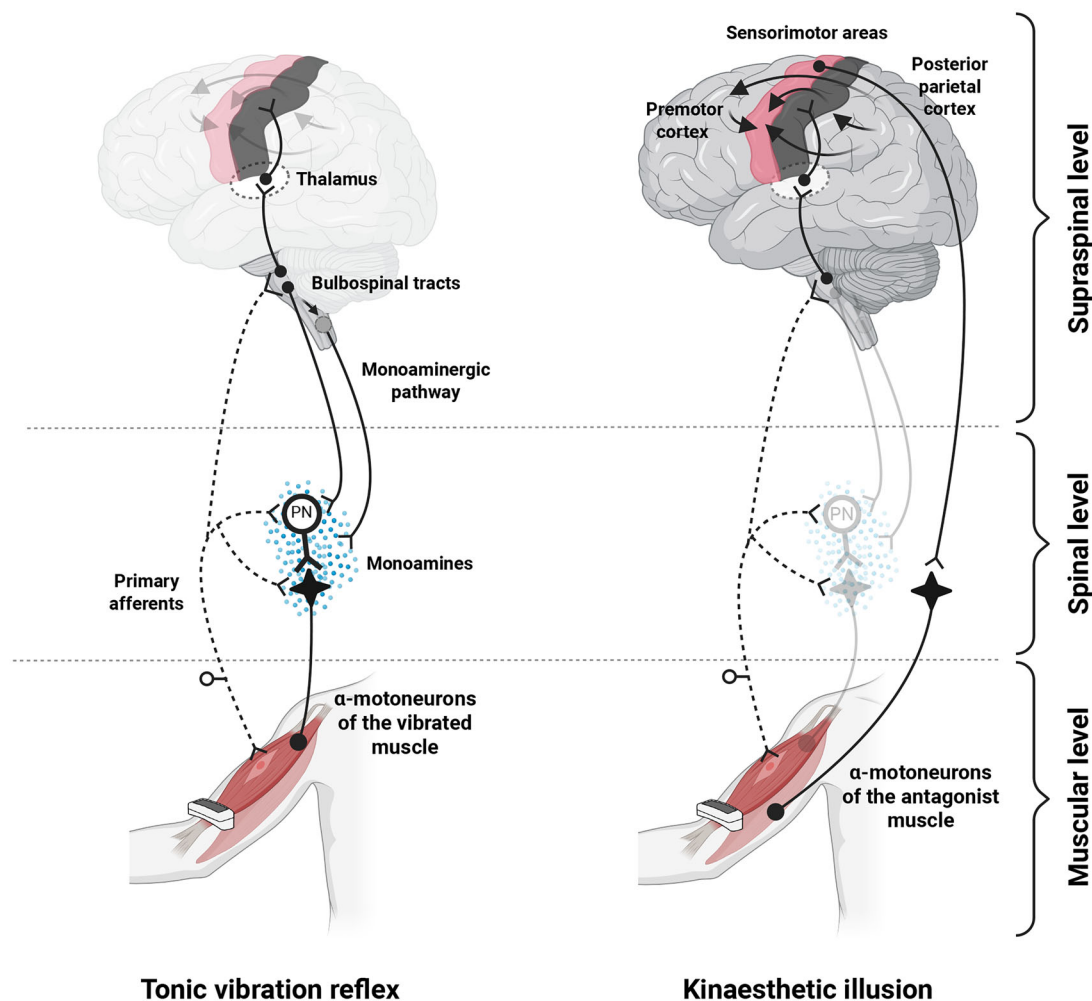 Sensorimotor areas
Posterior
parietal
cortex
Premotor
cortex
Thalamus
Bulbospinal tracts
Monoaminergic
pathway
Supraspinal level
PN
PN
Monoamines
Primary
afferents
Spinal level
α-motoneurons
of the vibrated
muscle
α-motoneurons
of the antagonist
muscle
Muscular level
Tonic vibration reflex
Kinaesthetic illusion